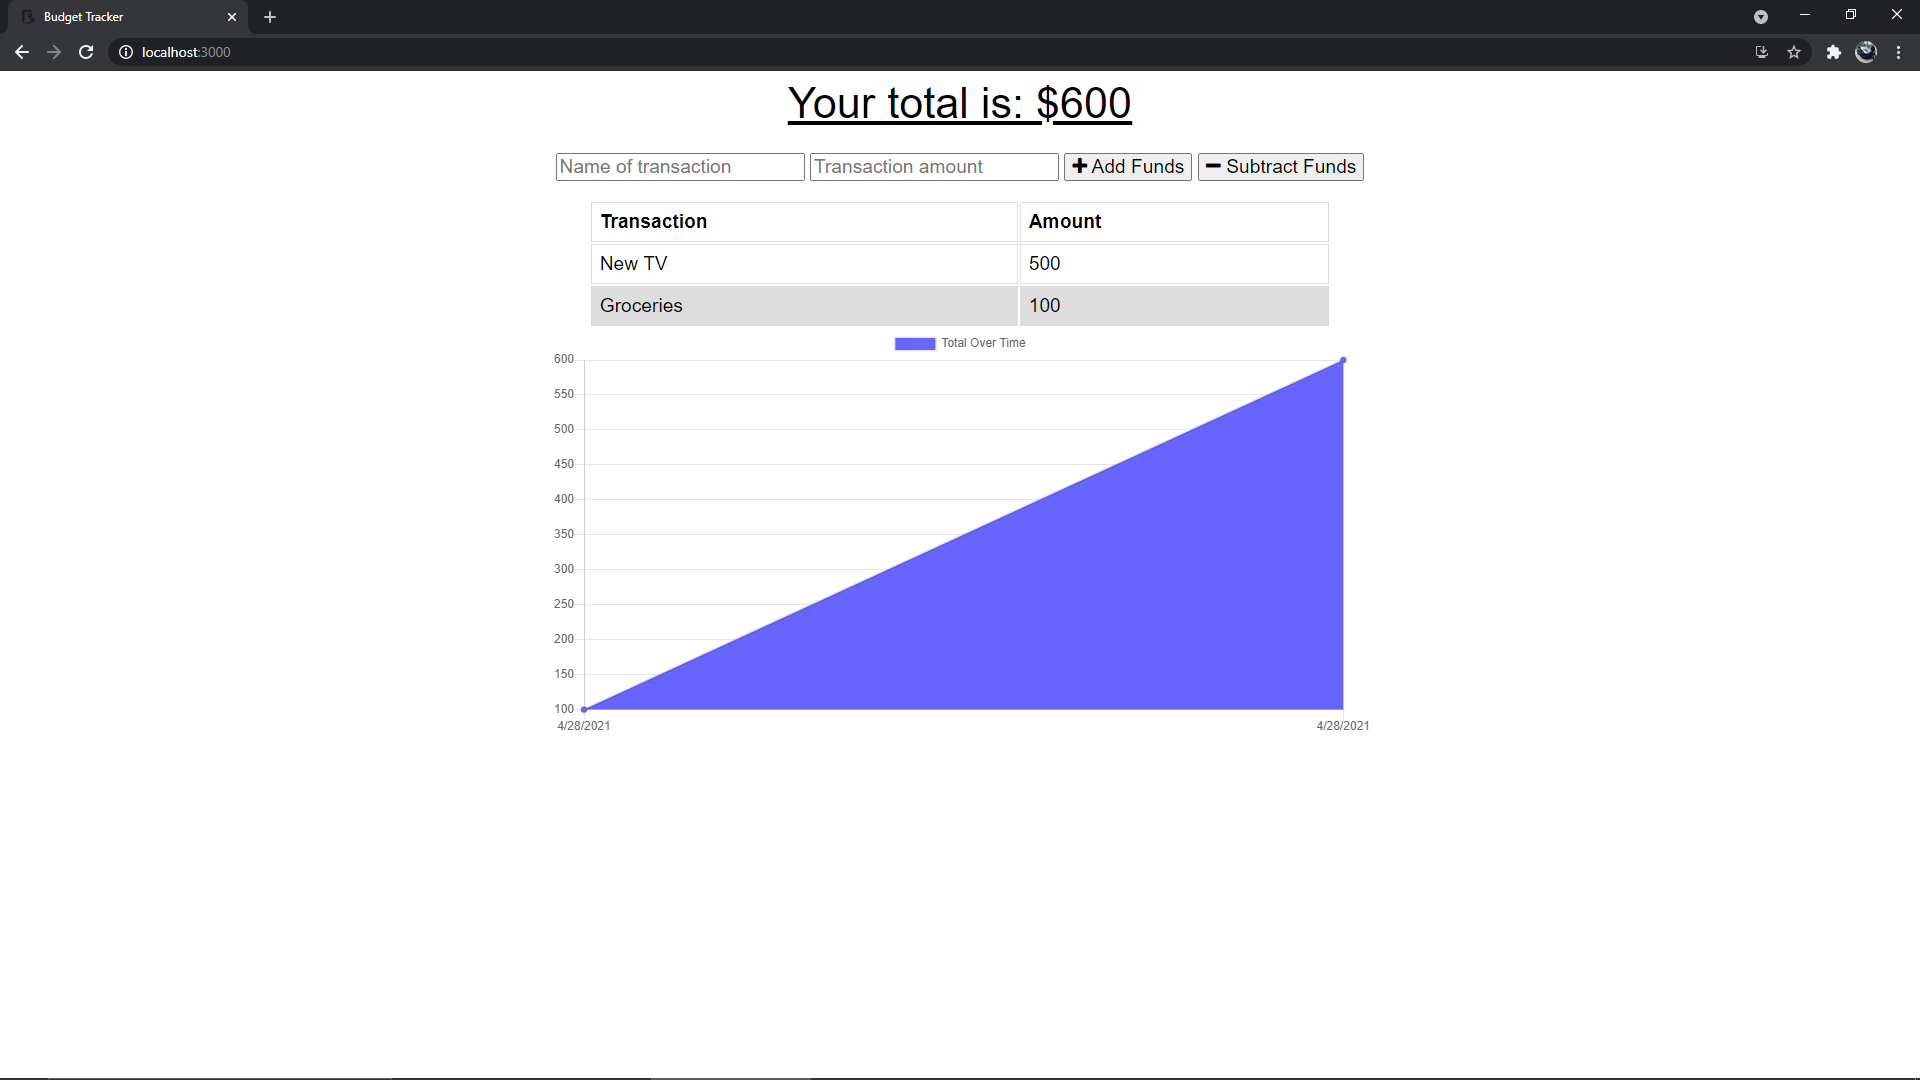 Budget Tracker
localhost:3000
Your total is: $600
Name of transaction Transaction amount Add Funds Subtract Funds
Transaction Amount
New TV 500
Groceries 100
Total Over Time
600
550
500
450
400
350
300
250
200
150
100
4/28/2021 4/28/2021